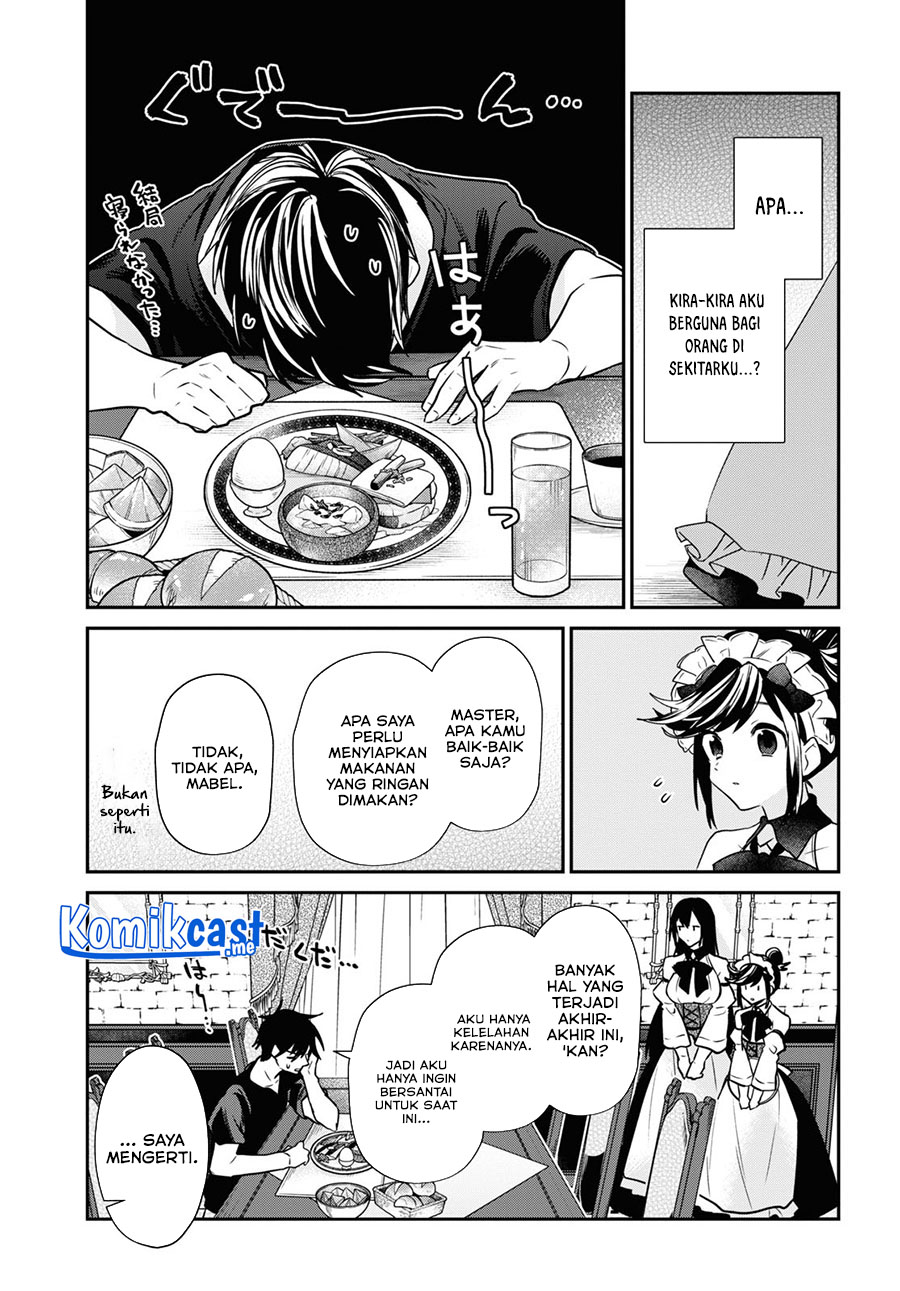 APA...
KIRA-KIRA AKU
BERGUNA BAGI
ORANG DI
SEKITARKU...?
ぐでーーん...
はあーっ
結局
寝られなかった...
MASTER,
APA KAMU
BAIK-BAIK
SAJA?
APA SAYA
PERLU
MENYIAPKAN
MAKANAN
YANG RINGAN
DIMAKAN?
TIDAK,
TIDAK APA,
MABEL.
Bukan
seperti
itu.
BANYAK
HAL YANG
TERJADI
AKHIR-
AKHIR INI,
'KAN?
AKU HANYA
KELELAHAN
KARENANYA.
JADI AKU
HANYA INGIN
BERSANTAI
UNTUK SAAT
INI...
Komikcast
.me
だくだ...
は〜...
... SAYA
MENGERTI.